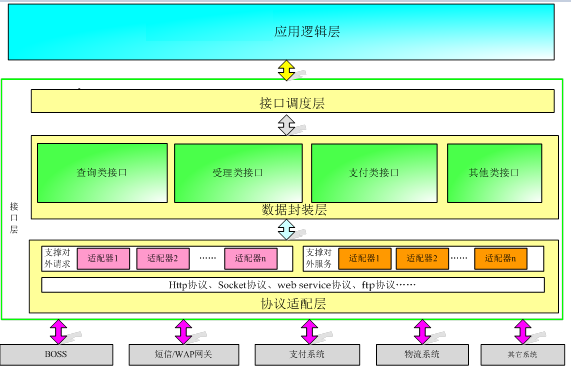 应用逻辑层
接口调度层
查询类接口
受理类接口
支付类接口
其他类接口
数据封装层
接口层
支撑对外请求
适配器1
适配器2
……
适配器n
支撑对外服务
适配器1
适配器2
……
适配器n
Http协议、Socket协议、web service协议、ftp协议……
协议适配层
BOSS
短信/WAP网关
支付系统
物流系统
其它系统